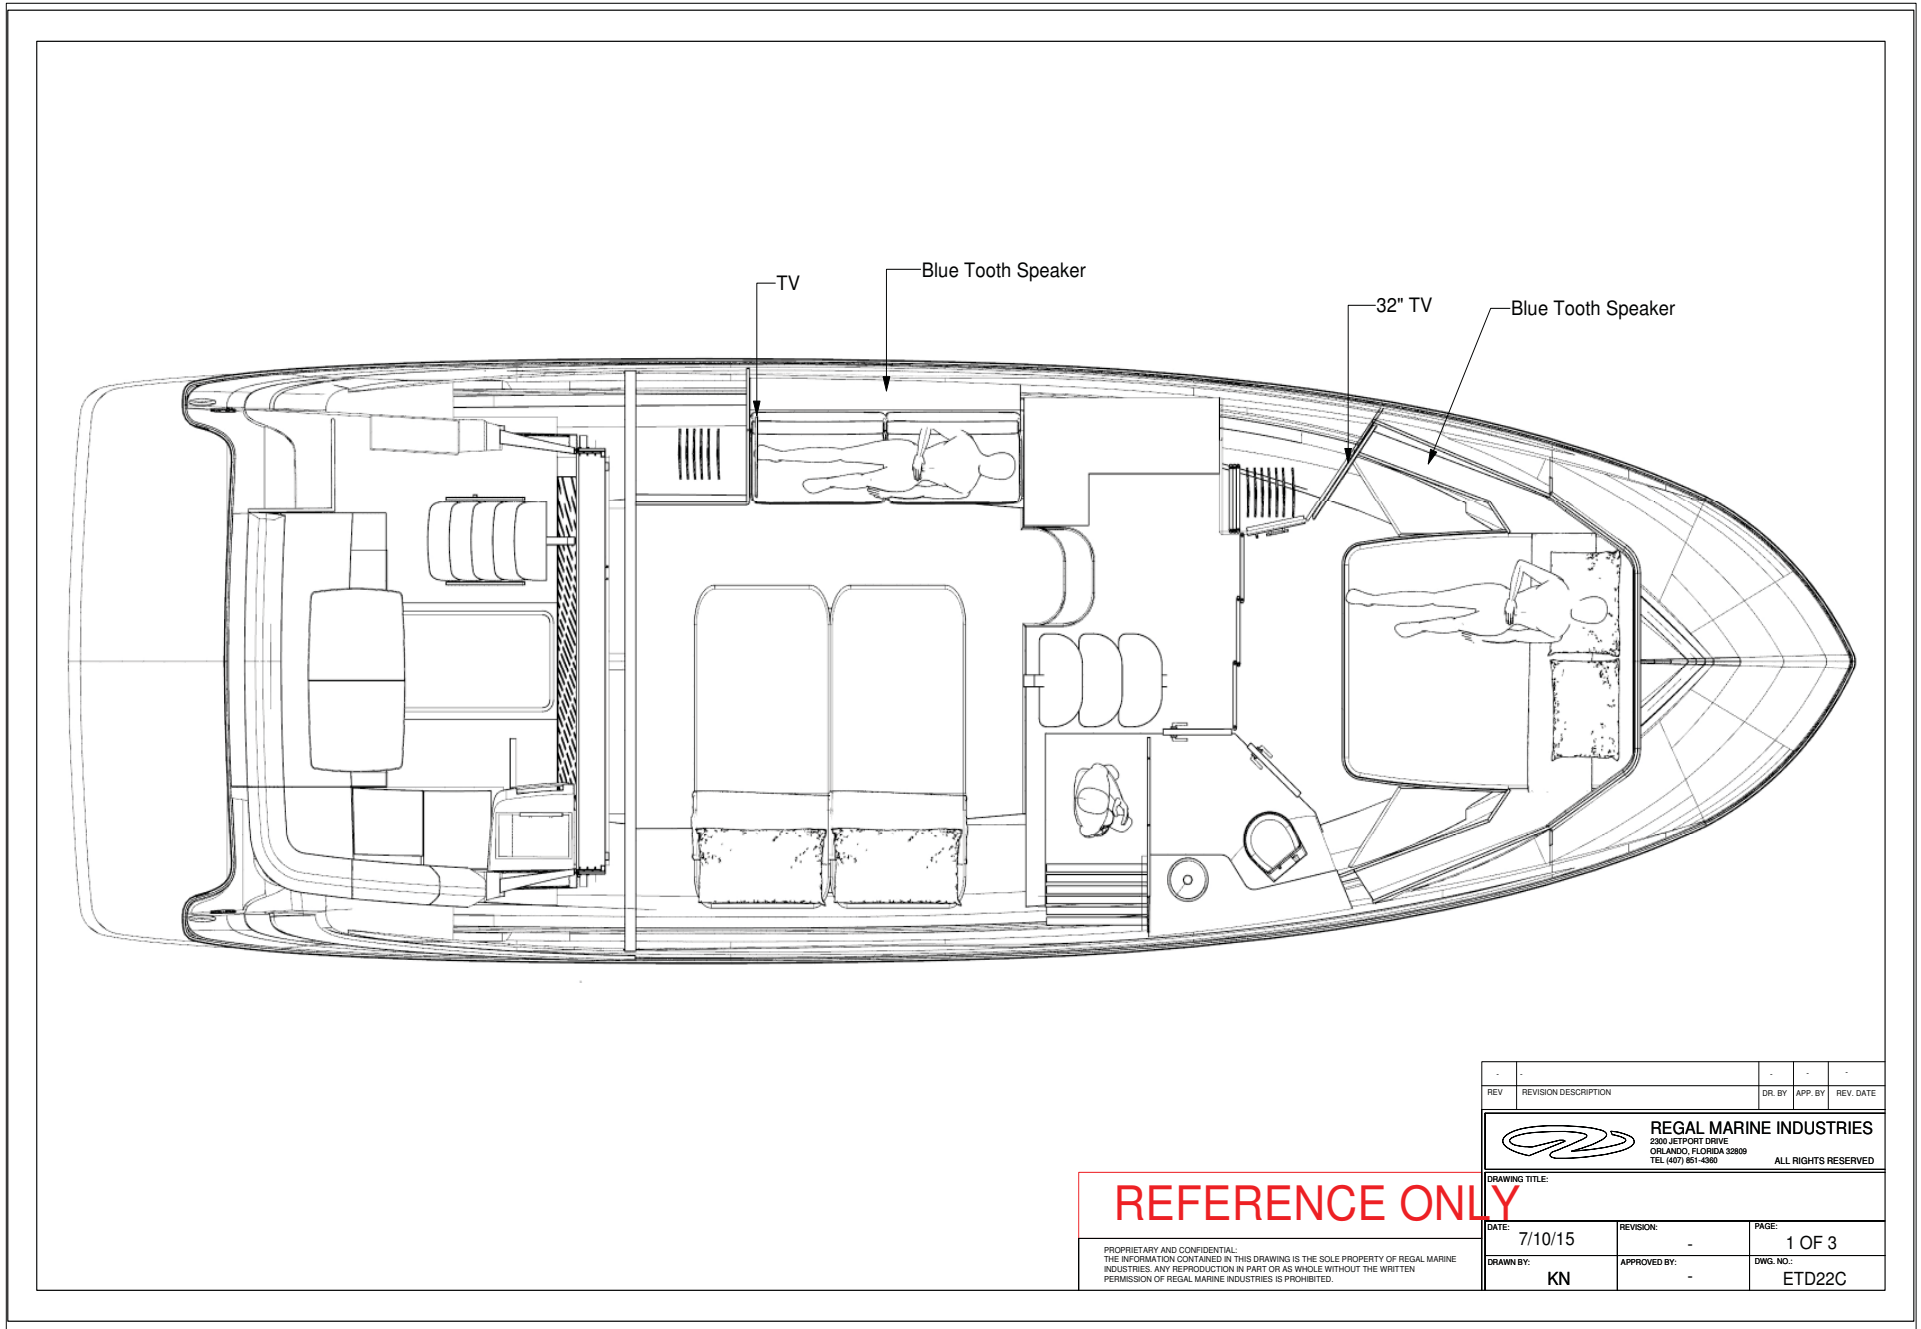 Blue Tooth Speaker
TV
32" TV
Blue Tooth Speaker
- - - - -
REV REVISION DESCRIPTION DR. BY APP. BY REV. DATE
REGAL MARINE INDUSTRIES
2300 JETPORT DRIVE
ORLANDO, FLORIDA 32809
TEL (407) 851-4360 ALL RIGHTS RESERVED
DRAWING TITLE:
REFERENCE ONLY
DATE: 7/10/15
REVISION: -
PAGE: 1 OF 3
PROPRIETARY AND CONFIDENTIAL:
THE INFORMATION CONTAINED IN THIS DRAWING IS THE SOLE PROPERTY OF REGAL MARINE
INDUSTRIES. ANY REPRODUCTION IN PART OR AS WHOLE WITHOUT THE WRITTEN
PERMISSION OF REGAL MARINE INDUSTRIES IS PROHIBITED.
DRAWN BY: KN
APPROVED BY: -
DWG. NO.: ETD22C